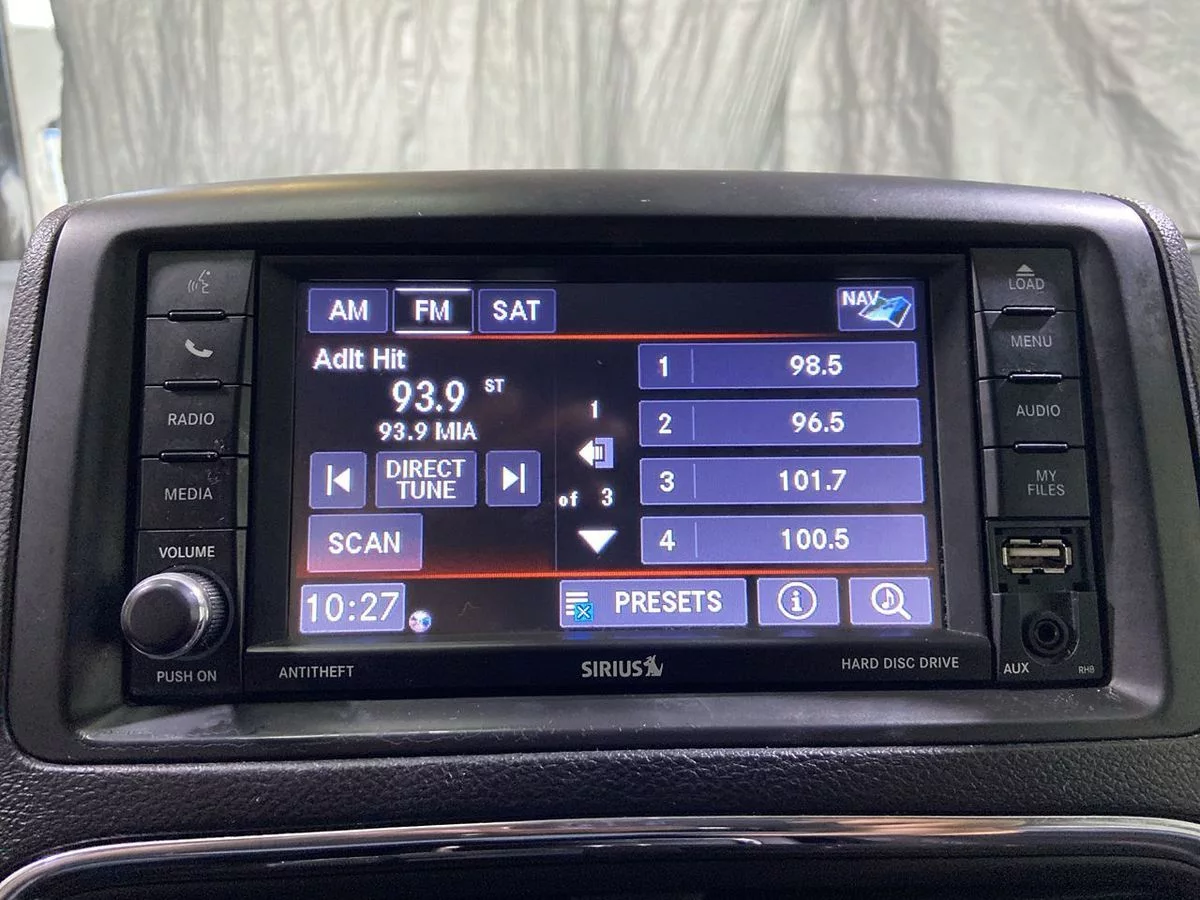 AM FM SAT NAV
Adlt Hit
93.9 ST
93.9 MIA
DIRECT
TUNE
SCAN
10:27
1
of 3
1 98.5
2 96.5
3 101.7
4 100.5
PRESETS
i
RADIO
MEDIA
VOLUME
PUSH ON
ANTITHEFT
SIRIUS
HARD DISC DRIVE
LOAD
MENU
AUDIO
MY
FILES
AUX
RHB